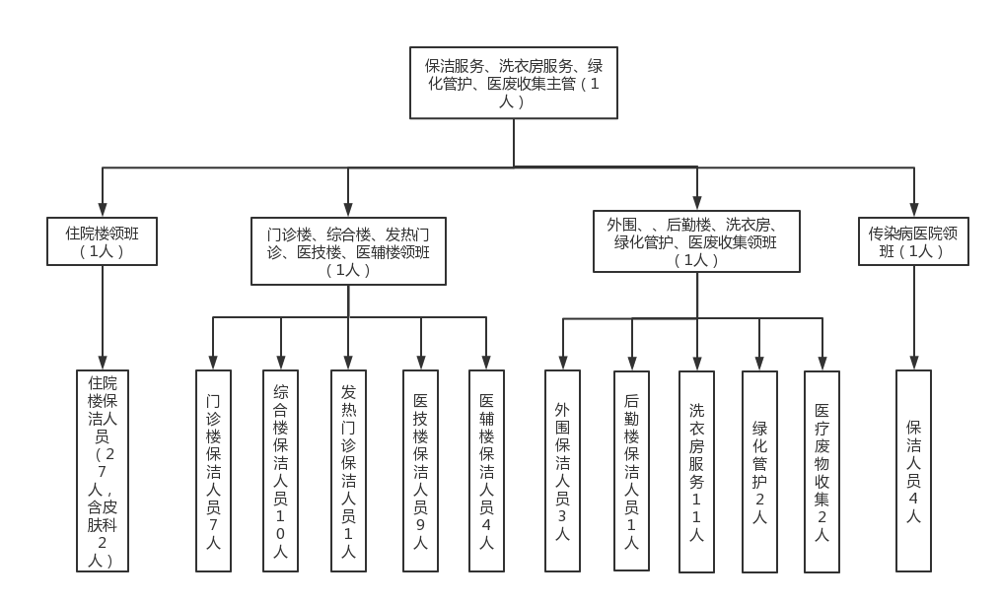 保洁服务、洗衣房服务、绿
化管护、医废收集主管（1
人）
住院楼领班
（1人）
门诊楼、综合楼、发热门
诊、医技楼、医辅楼领班
（1人）
外围、、后勤楼、洗衣房、
绿化管护、医废收集领班
（1人）
传染病医院领
班（1人）
住院
楼保
洁人
员
（2
7
人，
含皮
肤科
2
人）
门诊楼保洁人员7人
综合楼保洁人员10人
发热门诊保洁人员1人
医技楼保洁人员9人
医辅楼保洁人员4人
外围保洁人员3人
后勤楼保洁人员1人
洗衣房服务11人
绿化管护2人
医疗废物收集2人
保洁人员4人